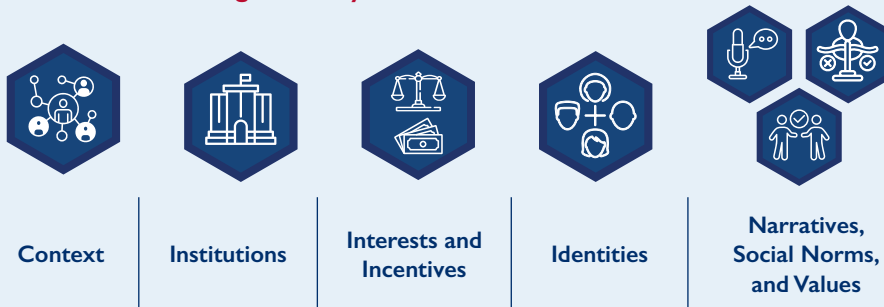 Context
Institutions
Interests and
Incentives
Identities
Narratives,
Social Norms,
and Values